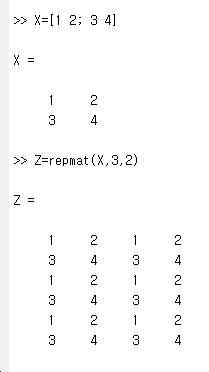 >> X=[1 2; 3 4]
X =
1 2
3 4
>> Z=repmat(X,3,2)
Z =
1 2 1 2
3 4 3 4
1 2 1 2
3 4 3 4
1 2 1 2
3 4 3 4